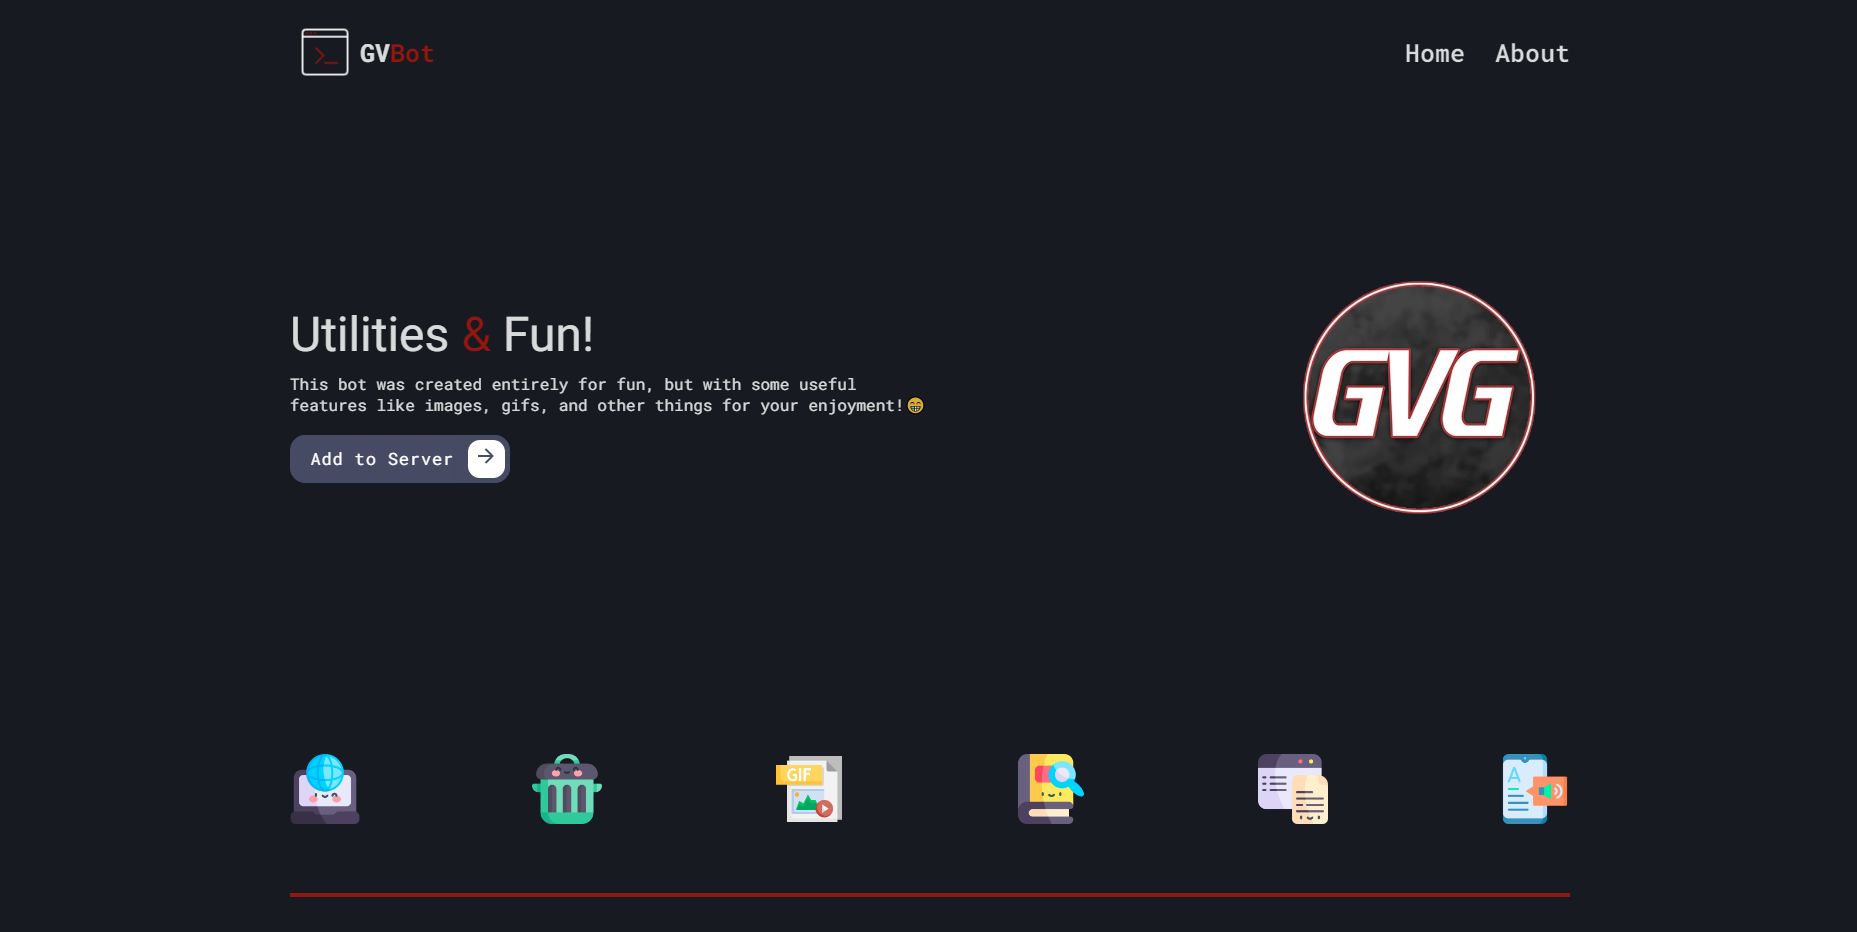 GVBot
Home About
Utilities & Fun!
This bot was created entirely for fun, but with some useful
features like images, gifs, and other things for your enjoyment!😁
Add to Server
GVG
GIF
A